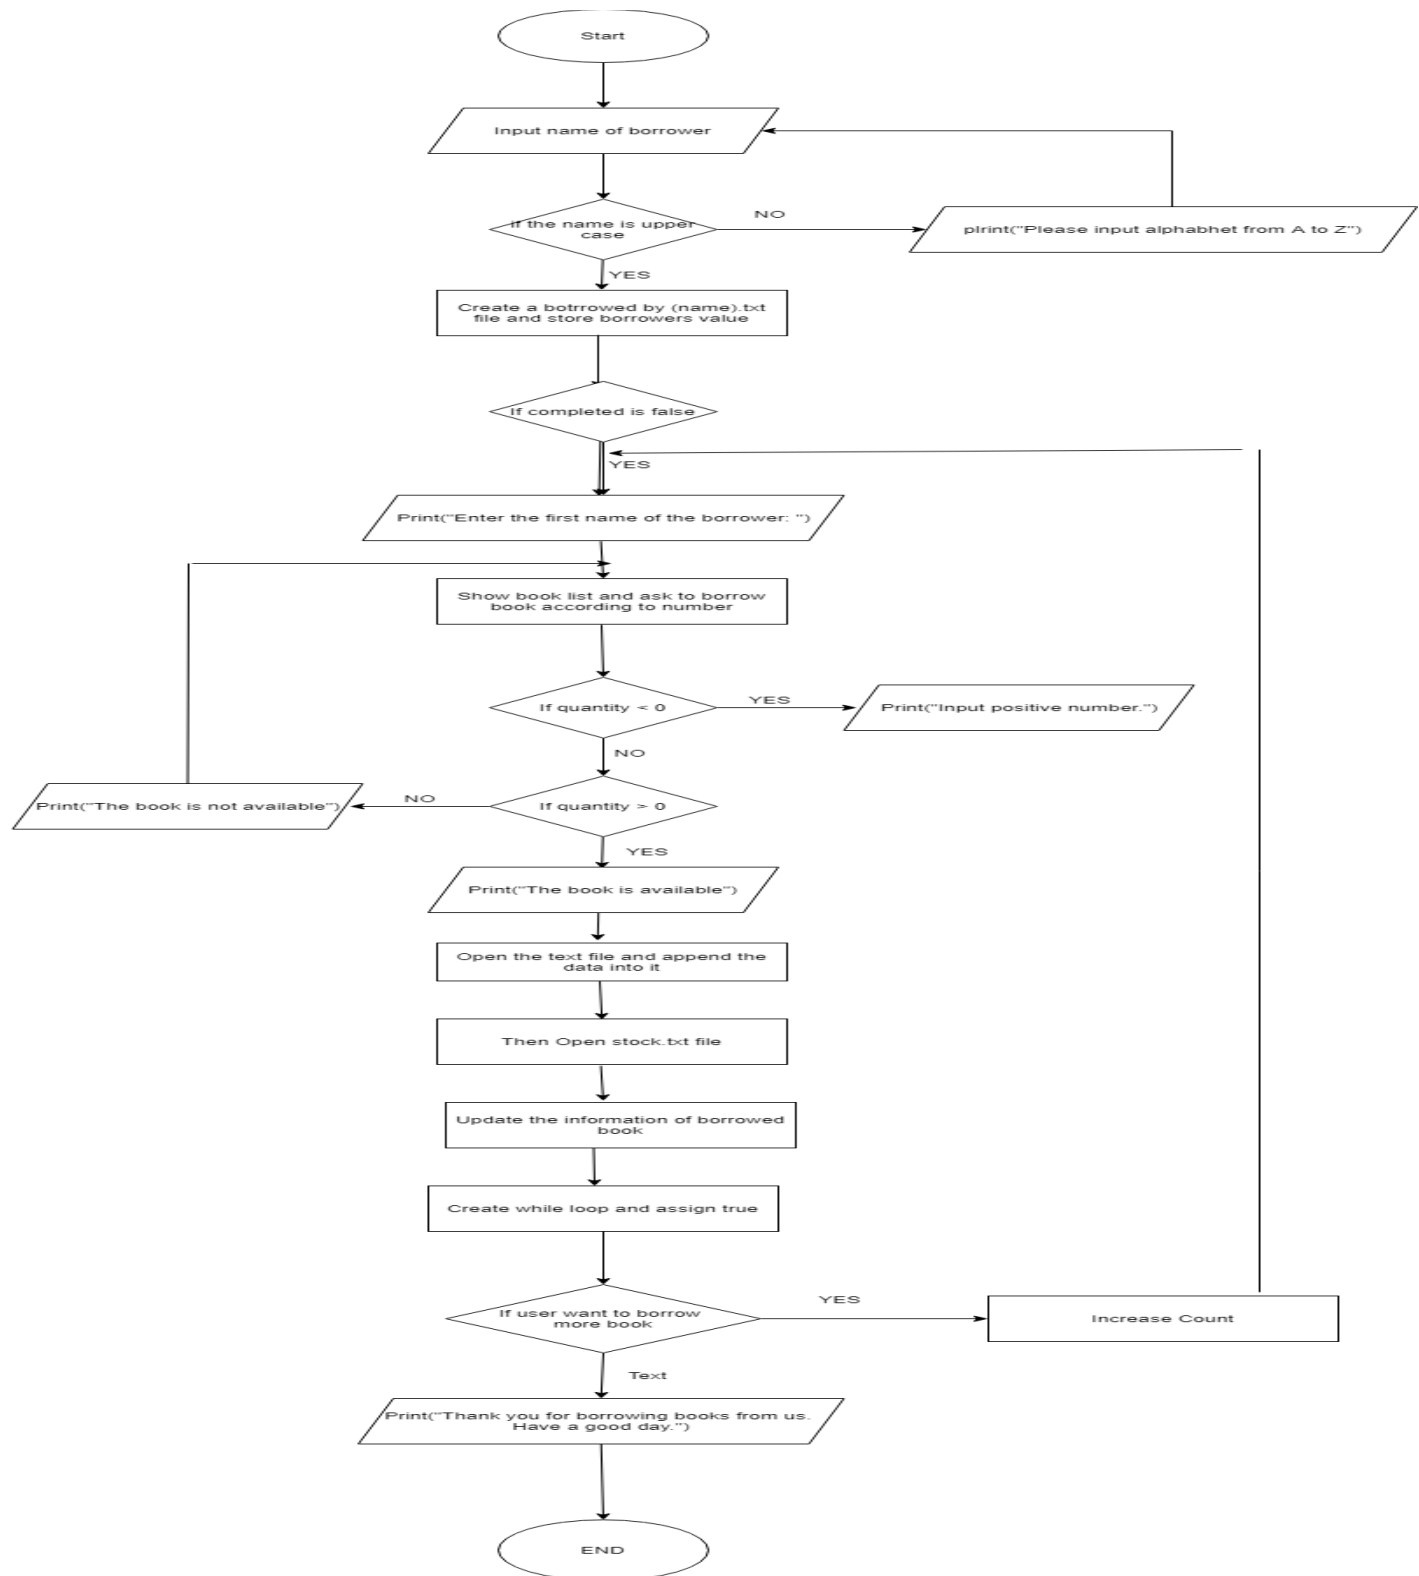 Start
Input name of borrower
if the name is upper
case
NO
plrint("Please input alphabhet from A to Z")
YES
Create a botrrowed by (name).txt
file and store borrowers value
If completed is false
YES
Print("Enter the first name of the borrower: ")
Show book list and ask to borrow
book according to number
If quantity < 0
YES
Print("Input positive number.")
NO
If quantity > 0
NO
Print("The book is not available")
YES
Print("The book is available")
Open the text file and append the
data into it
Then Open stock.txt file
Update the information of borrowed
book
Create while loop and assign true
If user want to borrow
more book
YES
Increase Count
Text
Print("Thank you for borrowing books from us.
Have a good day.")
END